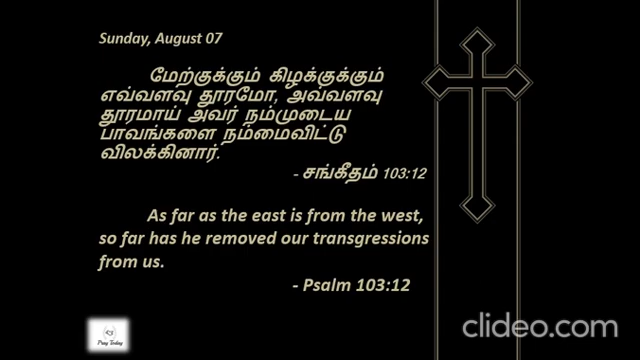 Sunday, August 07
மேற்குக்கும் கிழக்குக்கும்
எவ்வளவு தூரமோ, அவ்வளவு
தூரமாய் அவர் நம்முடைய
பாவங்களை நம்மைவிட்டு
விலக்கினார்.
- சங்கீதம் 103:12
As far as the east is from the west,
so far has he removed our transgressions
from us.
- Psalm 103:12
Pray Today
clideo.com